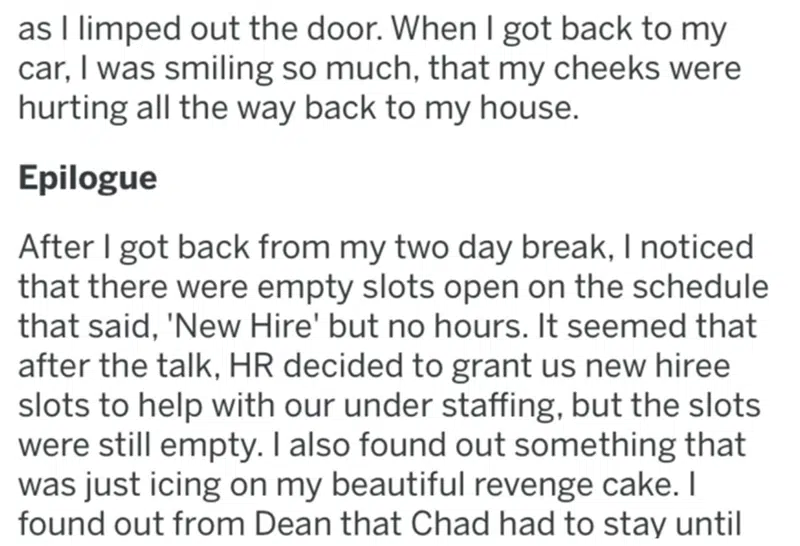 as I limped out the door. When I got back to my
car, I was smiling so much, that my cheeks were
hurting all the way back to my house.
Epilogue
After I got back from my two day break, I noticed
that there were empty slots open on the schedule
that said, 'New Hire' but no hours. It seemed that
after the talk, HR decided to grant us new hiree
slots to help with our under staffing, but the slots
were still empty. I also found out something that
was just icing on my beautiful revenge cake. I
found out from Dean that Chad had to stay until